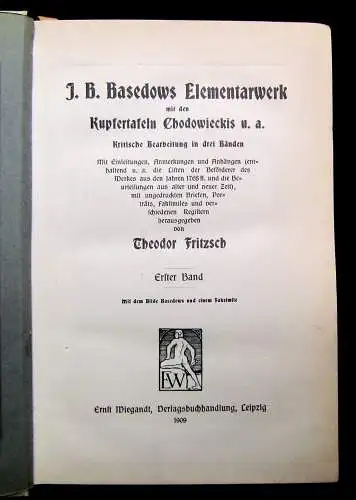 J. B. Basedows Elementarwerk
mit den
Kupfertafeln Chodowieckis u. a.
Kritische Bearbeitung in drei Bänden
Mit Einleitungen, Anmerkungen und Anhängen (ent-
haltend u. a. die Listen der Beförderer des
Werkes aus den Jahren 1768 ff. und die Be-
urteilungen aus alter und neuer Zeit),
mit ungedruckten Briefen, Por-
träts, Faksimiles und ver-
schiedenen Registern
herausgegeben
von
Theodor Fritzsch
Erster Band
Mit dem Bilde Basedows und einem Faksimile
EW
Ernst Wiegandt, Verlagsbuchhandlung, Leipzig
1909